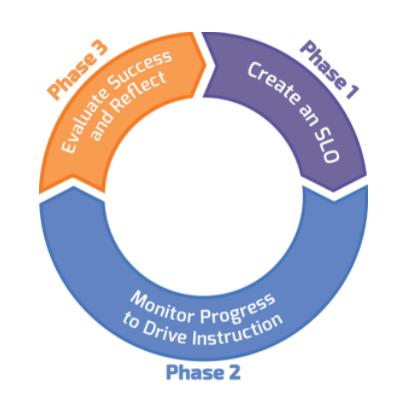 Phase 1
Create an SLO
Monitor Progress
to Drive Instruction
Phase 2
Phase 3
Evaluate Success
and Reflect